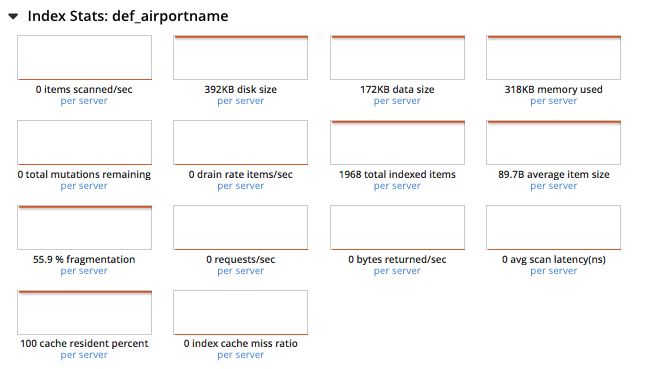 Index Stats: def_airportname
0 items scanned/sec
per server
392KB disk size
per server
172KB data size
per server
318KB memory used
per server
0 total mutations remaining
per server
0 drain rate items/sec
per server
1968 total indexed items
per server
89.7B average item size
per server
55.9 % fragmentation
per server
0 requests/sec
per server
0 bytes returned/sec
per server
0 avg scan latency(ns)
per server
100 cache resident percent
per server
0 index cache miss ratio
per server